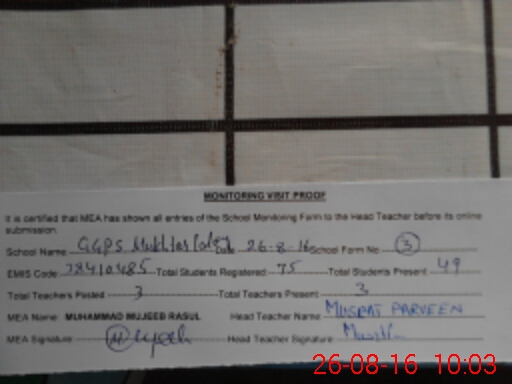 MONITORING VISIT PROOF
It is certified that MEA has shown all entries of the School Monitoring Form to the Head Teacher before its online
submission.
School Name GGPS Mukhtar Date 26-8-16 School Form No 3
EMIS Code: Total Students Registered: 75 Total Students Present: 49
Total Teachers Posted 3 Total Teachers Present: 3
MEA Name: MUHAMMAD MUJEEB RASUL Head Teacher Name MUSRAT PARVEEN
MEA Signature Head Teacher Signature
26-08-16 10:03